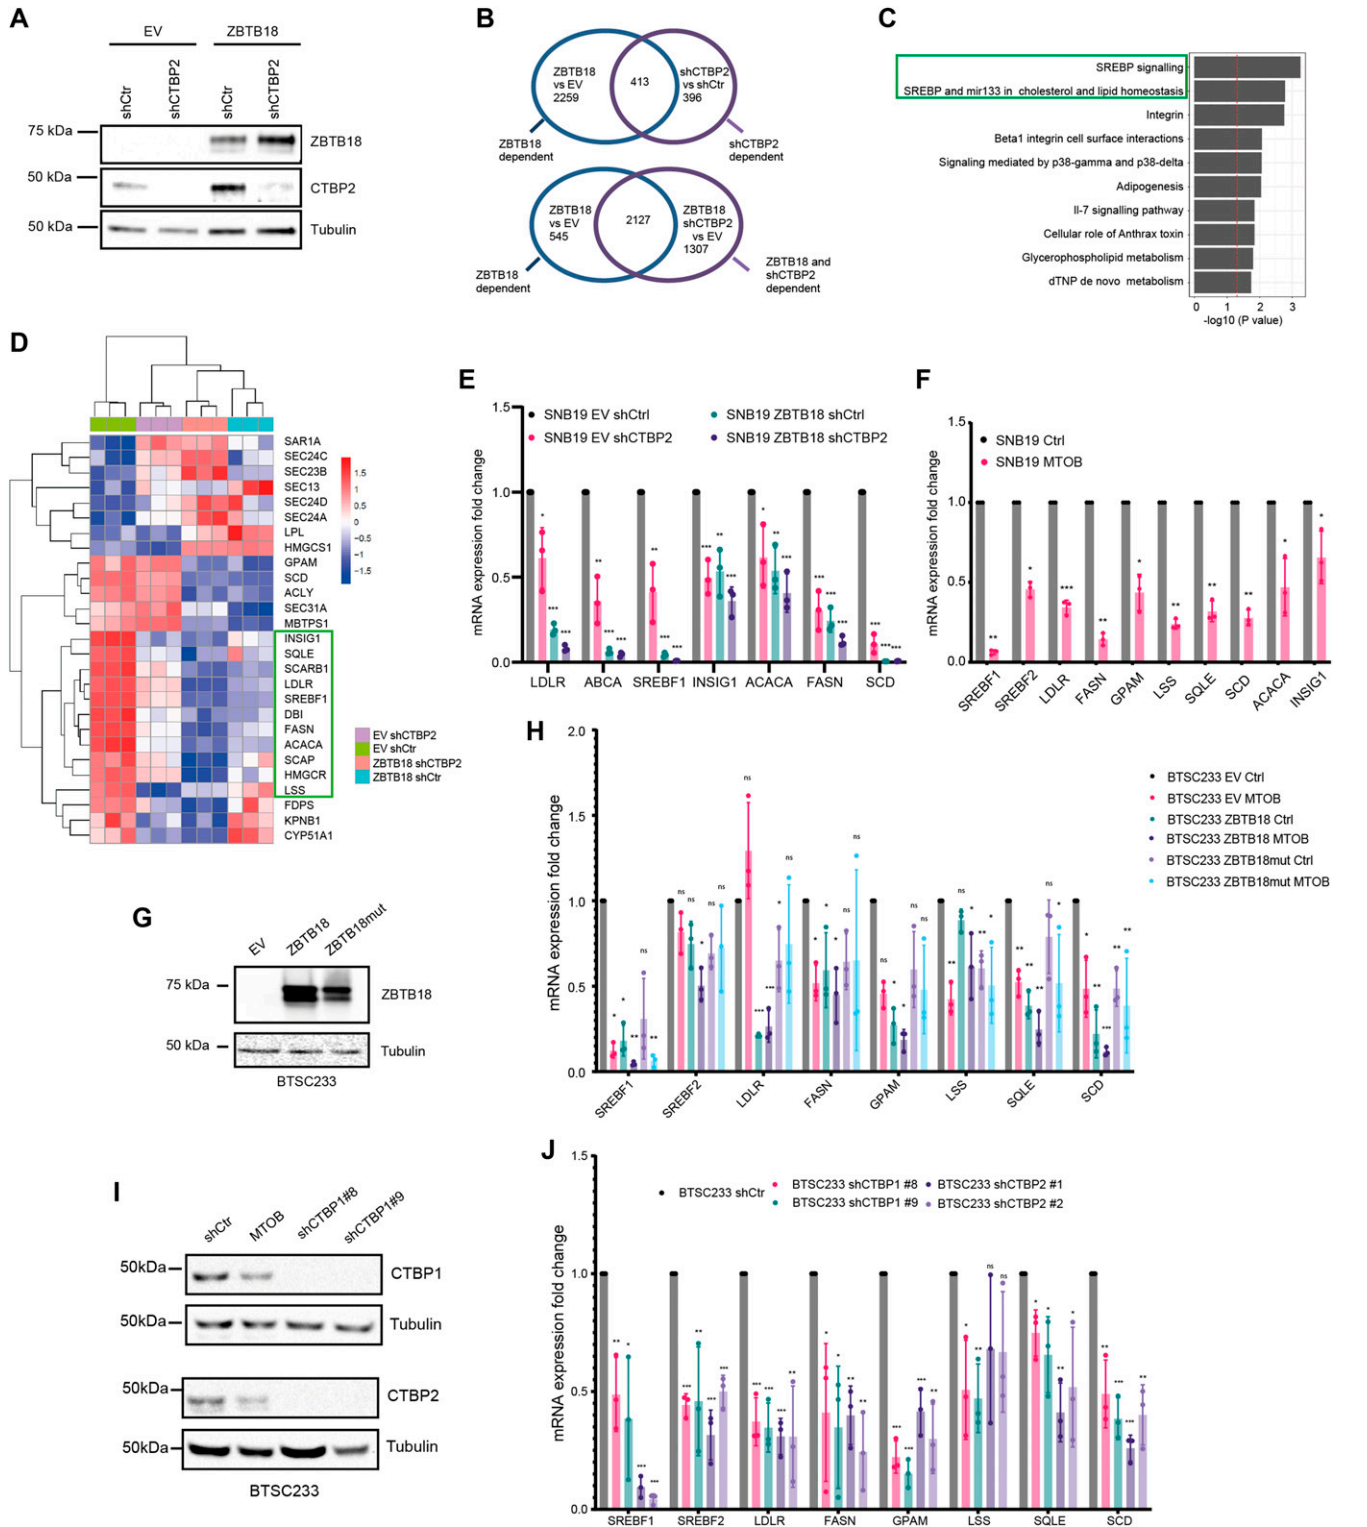 A
EV
ZBTB18
shCtr
shCTBP2
shCtr
shCTBP2
75 kDa
ZBTB18
50 kDa
CTBP2
50 kDa
Tubulin
B
ZBTB18
vs EV
2259
413
shCTBP2
vs shCtr
396
ZBTB18
dependent
shCTBP2
dependent
ZBTB18
vs EV
545
2127
ZBTB18
shCTBP2
vs EV
1307
ZBTB18
dependent
ZBTB18 and
shCTBP2
dependent
C
SREBP signalling
SREBP and mir133 in cholesterol and lipid homeostasis
Integrin
Beta1 integrin cell surface interactions
Signaling mediated by p38-gamma and p38-delta
Adipogenesis
Il-7 signalling pathway
Cellular role of Anthrax toxin
Glycerophospholipid metabolism
dTNP de novo metabolism
0 1 2 3
-log10 (P value)
D
SAR1A
SEC24C
SEC23B
SEC13
SEC24D
SEC24A
LPL
HMGCS1
GPAM
SCD
ACLY
SEC31A
MBTPS1
INSIG1
SQLE
SCARB1
LDLR
SREBF1
DBI
FASN
ACACA
SCAP
HMGCR
LSS
FDPS
KPNB1
CYP51A1
1.5
1
0.5
0
−0.5
−1
−1.5
EV shCTBP2
EV shCtr
ZBTB18 shCTBP2
ZBTB18 shCtr
E
SNB19 EV shCtrl
SNB19 EV shCTBP2
SNB19 ZBTB18 shCtrl
SNB19 ZBTB18 shCTBP2
mRNA expression fold change
1.5
1.0
0.5
0.0
LDLR ABCA SREBF1 INSIG1 ACACA FASN SCD
F
SNB19 Ctrl
SNB19 MTOB
mRNA expression fold change
1.5
1.0
0.5
0.0
SREBF1 SREBF2 LDLR FASN GPAM LSS SQLE SCD ACACA INSIG1
G
EV
ZBTB18
ZBTB18mut
75 kDa
ZBTB18
50 kDa
Tubulin
BTSC233
H
mRNA expression fold change
2.0
1.5
1.0
0.5
0.0
SREBF1 SREBF2 LDLR FASN GPAM LSS SQLE SCD
BTSC233 EV Ctrl
BTSC233 EV MTOB
BTSC233 ZBTB18 Ctrl
BTSC233 ZBTB18 MTOB
BTSC233 ZBTB18mut Ctrl
BTSC233 ZBTB18mut MTOB
I
shCtr
MTOB
shCTBP1#8
shCTBP1#9
50kDa
CTBP1
50kDa
Tubulin
50kDa
CTBP2
50kDa
Tubulin
BTSC233
J
BTSC233 shCtr
BTSC233 shCTBP1 #8
BTSC233 shCTBP1 #9
BTSC233 shCTBP2 #1
BTSC233 shCTBP2 #2
mRNA expression fold change
1.5
1.0
0.5
0.0
SREBF1 SREBF2 LDLR FASN GPAM LSS SQLE SCD